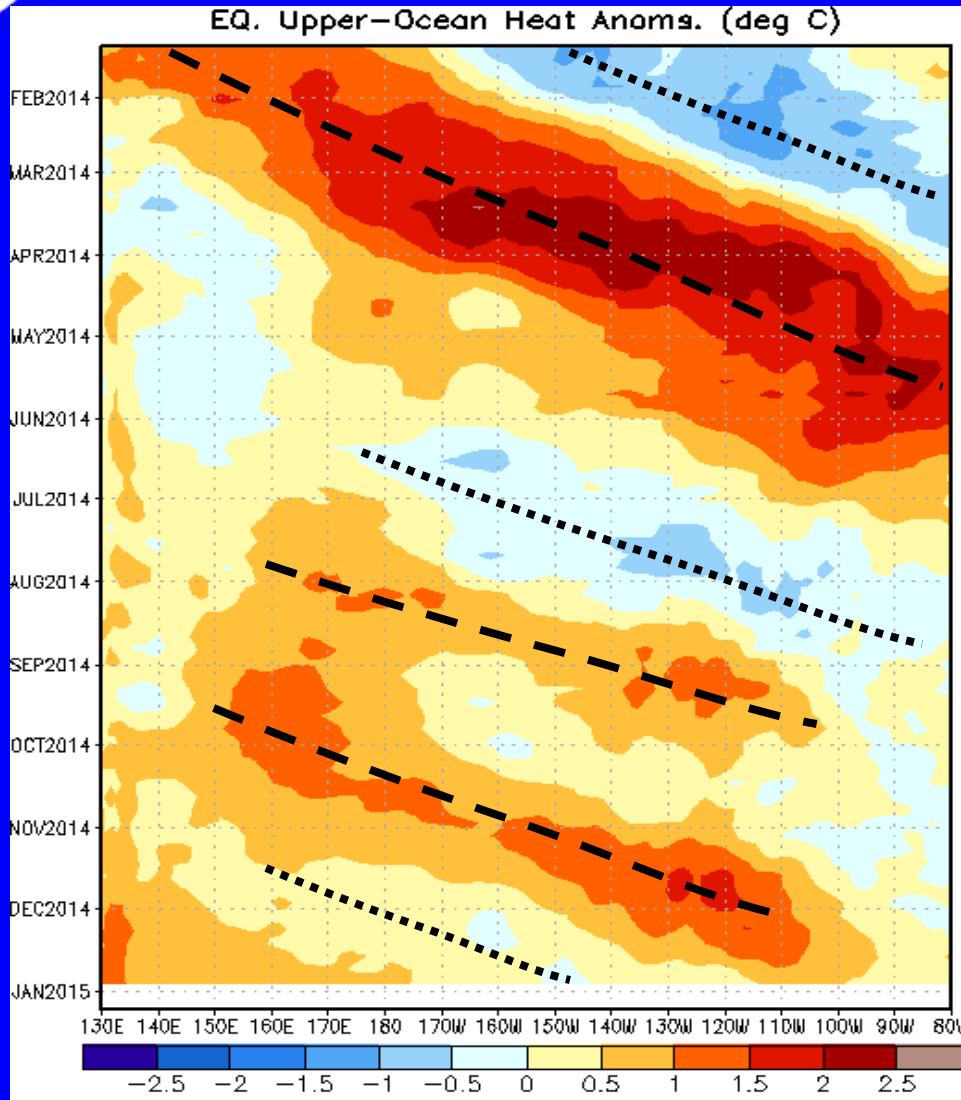 EQ. Upper-Ocean Heat Anoms. (deg C)
FEB2014
MAR2014
APR2014
MAY2014
JUN2014
JUL2014
AUG2014
SEP2014
OCT2014
NOV2014
DEC2014
JAN2015
130E 140E 150E 160E 170E 180 170W 160W 150W 140W 130W 120W 110W 100W 90W 80W
-2.5 -2 -1.5 -1 -0.5 0 0.5 1 1.5 2 2.5